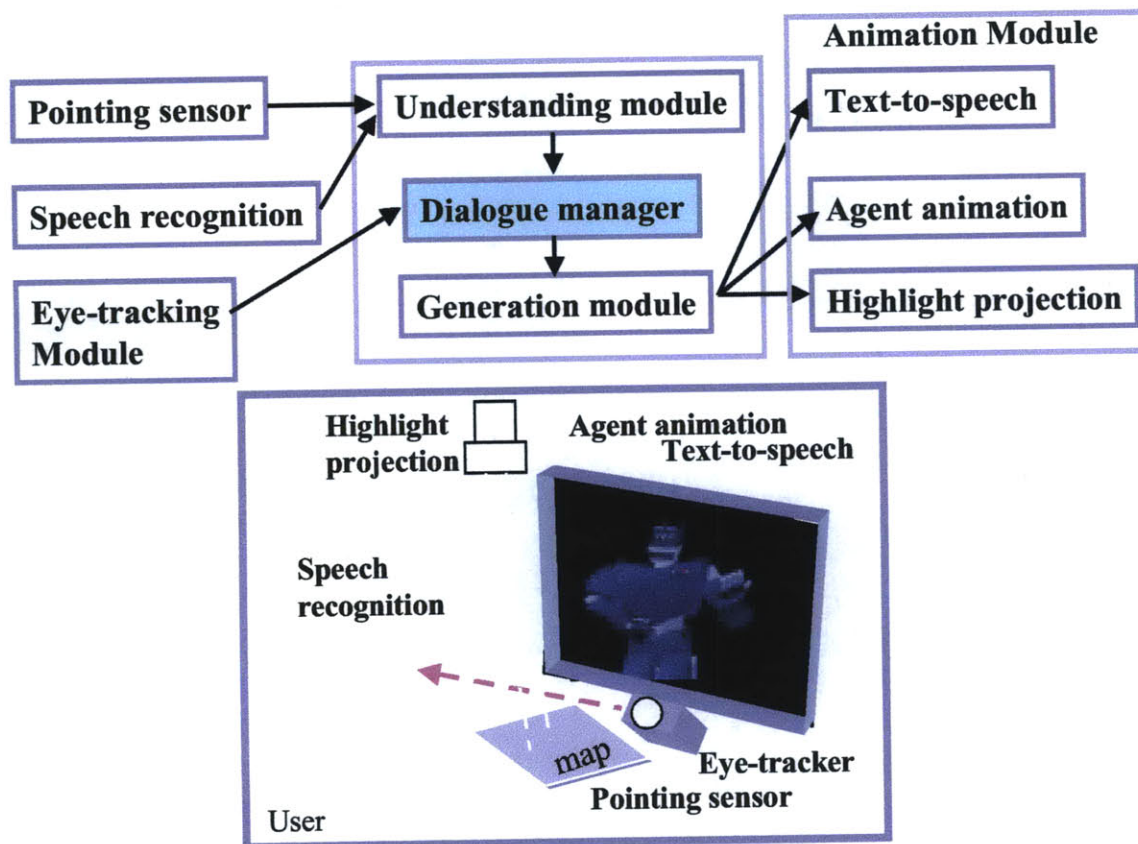 Animation Module
Pointing sensor
Understanding module
Text-to-speech
Speech recognition
Dialogue manager
Agent animation
Eye-tracking
Module
Generation module
Highlight projection
Highlight
projection
Agent animation
Text-to-speech
Speech
recognition
map
Eye-tracker
Pointing sensor
User